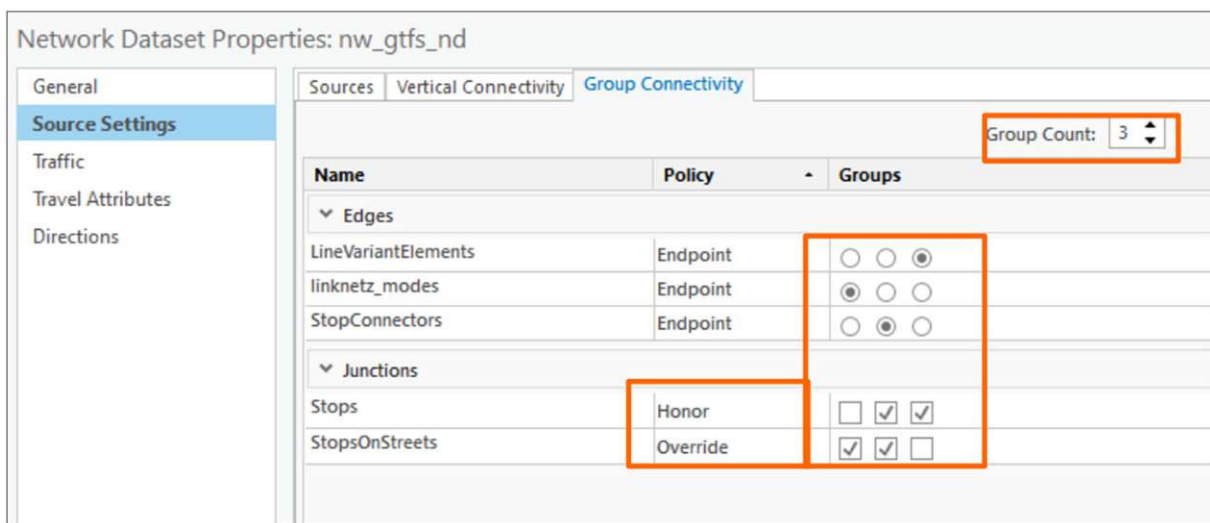 Network Dataset Properties: nw_gtfs_nd
General
Source Settings
Traffic
Travel Attributes
Directions
Sources Vertical Connectivity Group Connectivity
Group Count: 3
Name Policy Groups
Edges
LineVariantElements Endpoint
linknetz_modes Endpoint
StopConnectors Endpoint
Junctions
Stops Honor
StopsOnStreets Override